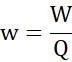 w = W/Q